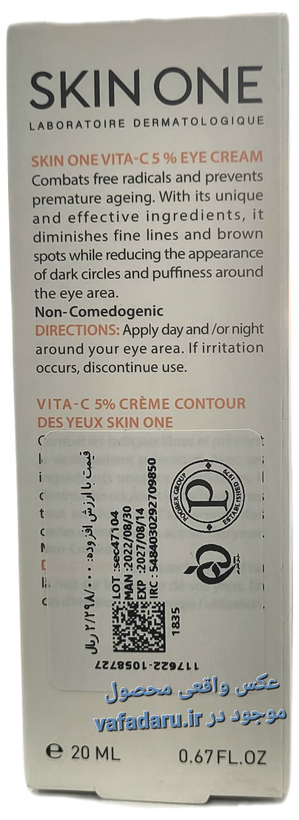 SKIN ONE
LABORATOIRE DERMATOLOGIQUE
SKIN ONE VITA-C 5 % EYE CREAM
Combats free radicals and prevents
premature ageing. With its unique
and effective ingredients, it
diminishes fine lines and brown
spots while reducing the appearance
of dark circles and puffiness around
the eye area.
Non-Comedogenic
DIRECTIONS: Apply day and /or night
around your eye area. If irritation
occurs, discontinue use.
VITA-C 5% CRÈME CONTOUR
DES YEUX SKIN ONE
قیمت با ارزش افزوده: ۲/۲۹۸/۰۰۰ ریال
LOT :sec47104
MAN :2022/08/30
EXP :2027/08/14
IRC : 5484030292709850
1835
117622-1058727
POURER GROUP
عکس واقعی محصول
موجود در vafadaru.ir
e 20 ML
0.67 FL.OZ